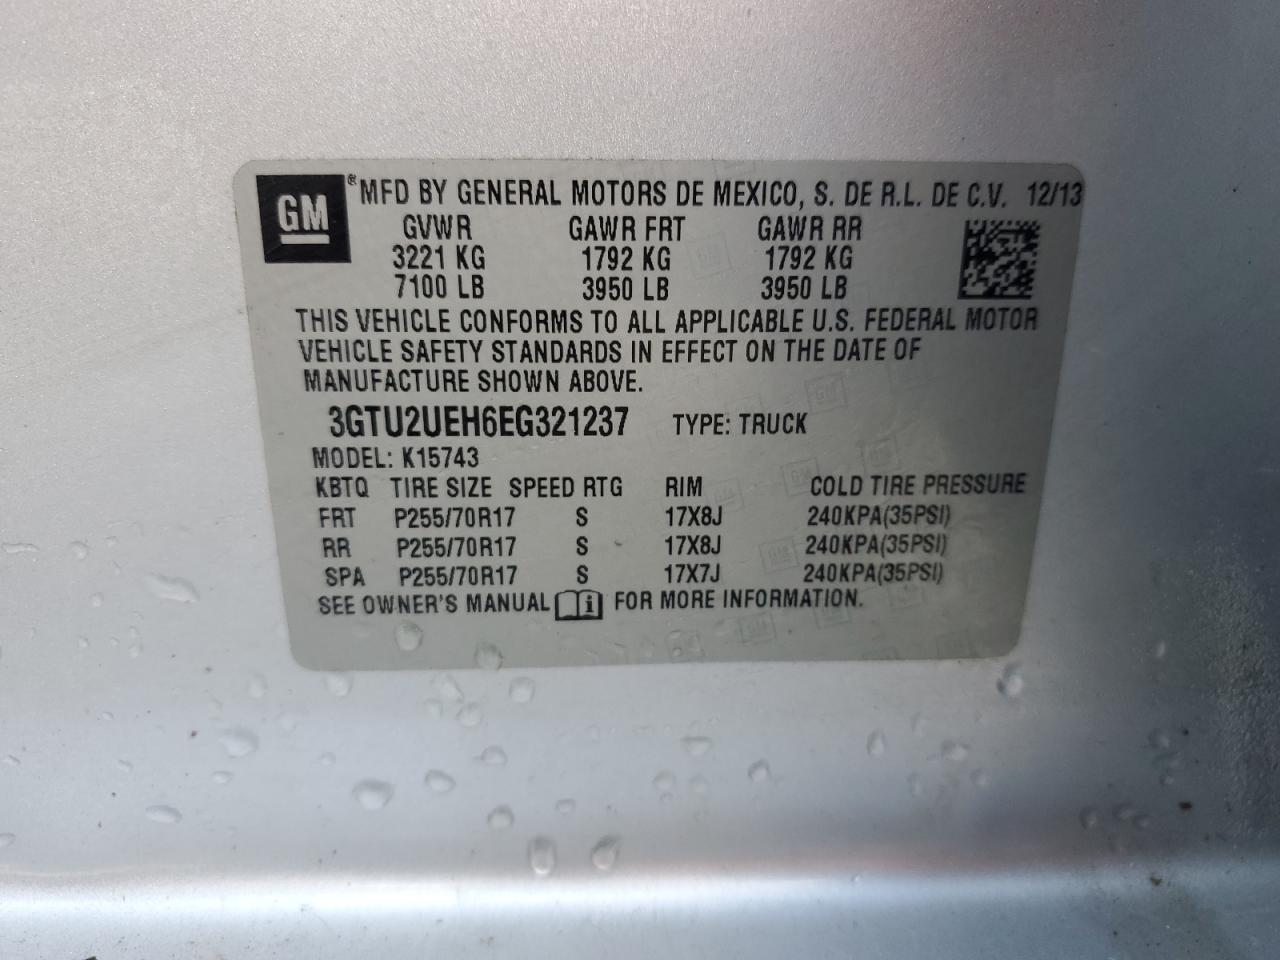 GM ® MFD BY GENERAL MOTORS DE MEXICO, S. DE R.L. DE C.V. 12/13
GVWR GAWR FRT GAWR RR
3221 KG 1792 KG 1792 KG
7100 LB 3950 LB 3950 LB
THIS VEHICLE CONFORMS TO ALL APPLICABLE U.S. FEDERAL MOTOR
VEHICLE SAFETY STANDARDS IN EFFECT ON THE DATE OF
MANUFACTURE SHOWN ABOVE.
3GTU2UEH6EG321237 TYPE: TRUCK
MODEL: K15743
KBTQ TIRE SIZE SPEED RTG RIM COLD TIRE PRESSURE
FRT P255/70R17 S 17X8J 240KPA(35PSI)
RR P255/70R17 S 17X8J 240KPA(35PSI)
SPA P255/70R17 S 17X7J 240KPA(35PSI)
SEE OWNER'S MANUAL i FOR MORE INFORMATION.